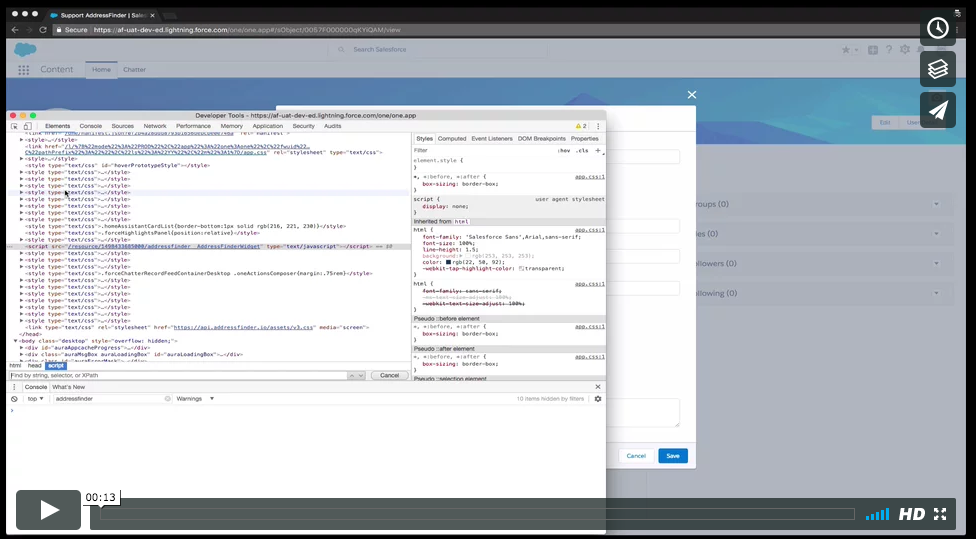 Support AddressFinder | Sales
Secure https://af-uat-dev-ed.lightning.force.com/one/one.app#/sObject/0057F000000qKYiQAM/view
Search Salesforce
Content Home Chatter
Edit
Developer Tools - https://af-uat-dev-ed.lightning.force.com/one/one.app
Elements Console Sources Network Performance Memory Application Security Audits 2
<style>…</style>
<style>…</style>
<style type="text/css" id="hoverPrototypeStyle">…</style>
<style type="text/css">…</style>
<style type="text/css">…</style>
<style type="text/css">…</style>
<style type="text/css">…</style>
<style type="text/css">…</style>
<style type="text/css">…</style>
<style type="text/css">…</style>
<style type="text/css">…</style>
<style type="text/css">.homeAssistantCardList{border-bottom:1px solid rgb(216, 221, 230)}</style>
<style type="text/css">.forceHighlightsPanel{position:relative}</style>
<style type="text/css">…</style>
<script src="/resource/1498433685000/addressfinder__AddressFinderWidget" type="text/javascript"></script> == $0
<style type="text/css">…</style>
<style type="text/css">…</style>
<style type="text/css">…</style>
<style type="text/css">.forceChatterRecordFeedContainerDesktop .oneActionsComposer{margin:.75rem}</style>
<style type="text/css">…</style>
<style type="text/css">…</style>
<style type="text/css">…</style>
<style type="text/css">…</style>
<style type="text/css">…</style>
<style type="text/css">…</style>
<style type="text/css">…</style>
<link type="text/css" rel="stylesheet" href="https://api.addressfinder.io/assets/v3.css" media="screen">
</head>
<body class="desktop" style="overflow: hidden;">
<div id="auraAppcacheProgress">…</div>
<div class="auraMsgBox auraLoadingBox" id="auraLoadingBox">…</div>
html head script
Find by string, selector, or XPath Cancel
Console What's New
top addressfinder Warnings 10 items hidden by filters
Styles Computed Event Listeners DOM Breakpoints Properties
Filter :hov .cls +
element.style {
}
*, *:before, *:after { app.css:1
box-sizing: border-box;
}
script { user agent stylesheet
display: none;
}
Inherited from html
html { app.css:1
font-family: 'Salesforce Sans',Arial,sans-serif;
font-size: 100%;
line-height: 1.5;
background: rgb(253, 253, 253);
color: rgb(22, 50, 92);
-webkit-tap-highlight-color: transparent;
}
html { app.css:1
font-family: sans-serif;
-ms-text-size-adjust: 100%;
-webkit-text-size-adjust: 100%;
}
Pseudo ::before element
*, *:before, *:after { app.css:1
box-sizing: border-box;
}
Pseudo ::after element
*, *:before, *:after { app.css:1
box-sizing: border-box;
}
Pseudo ::selection element
roups (0)
ollowers (0)
ollowing (0)
Cancel Save
00:13
HD